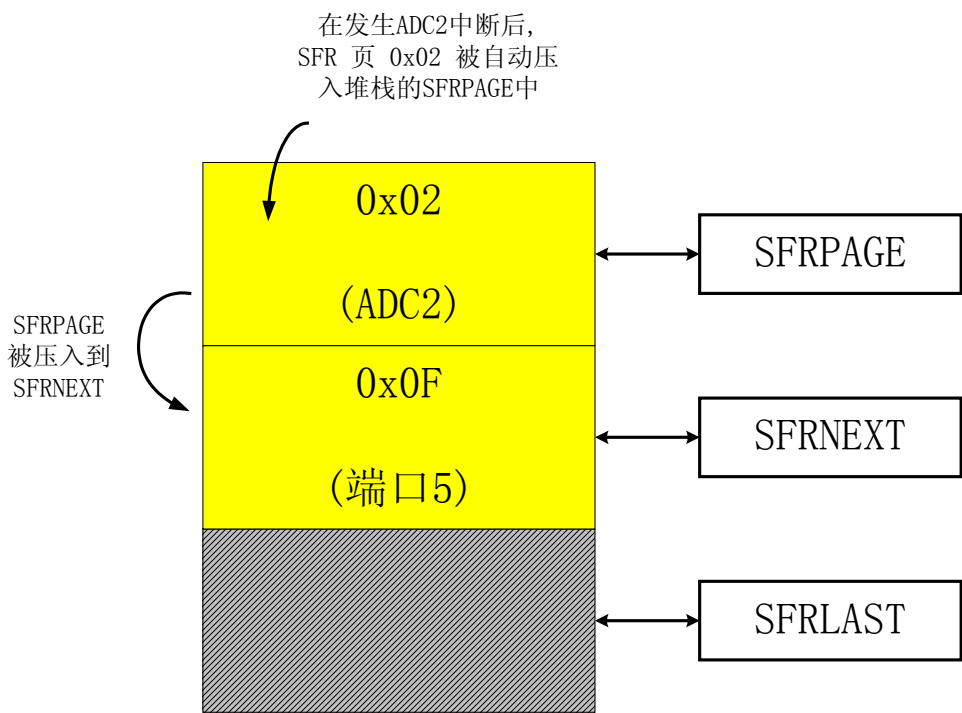 在发生ADC2中断后,
SFR 页 0x02 被自动压
入堆栈的SFRPAGE中
0x02
(ADC2)
SFRPAGE
SFRPAGE
被压入到
SFRNEXT
0x0F
(端口5)
SFRNEXT
SFRLAST